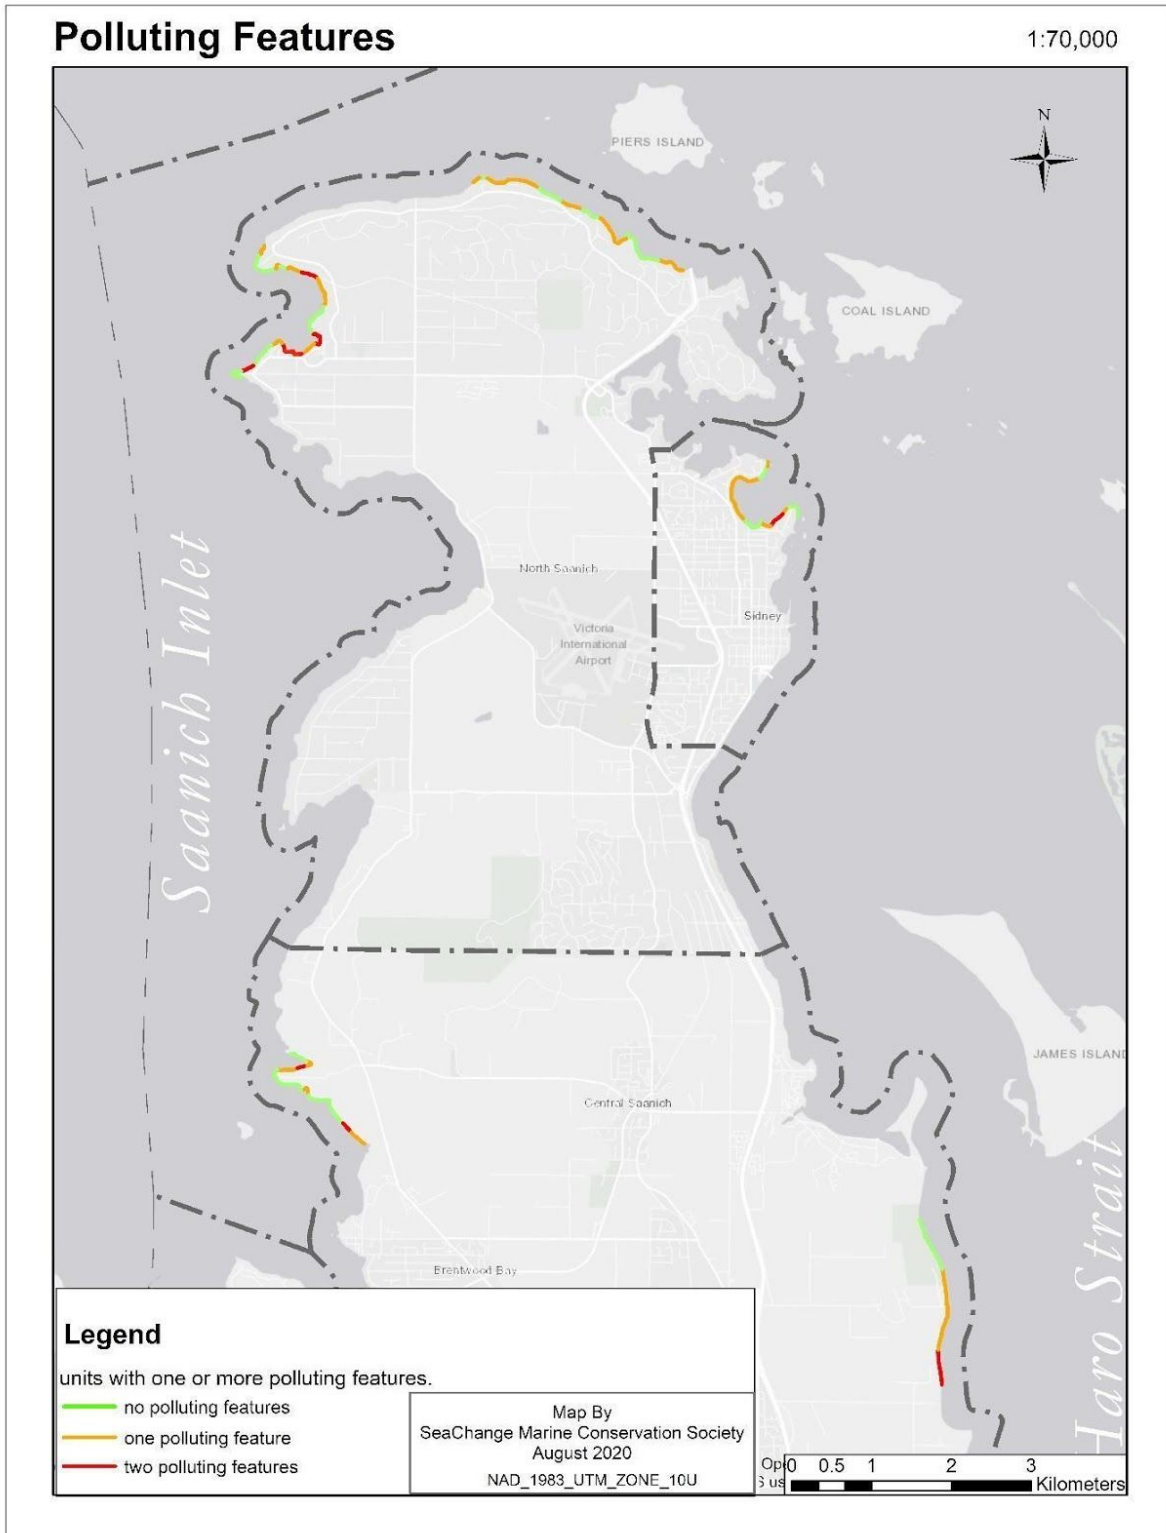 Polluting Features
1:70,000
N
PIERS ISLAND
COAL ISLAND
North Saanich
Victoria
International
Airport
Sidney
Saanich Inlet
JAMES ISLAND
Central Saanich
Haro Strait
Brentwood Bay
Legend
units with one or more polluting features.
no polluting features
one polluting feature
two polluting features
Map By
SeaChange Marine Conservation Society
August 2020
NAD_1983_UTM_ZONE_10U
0 0.5 1 2 3
Kilometers